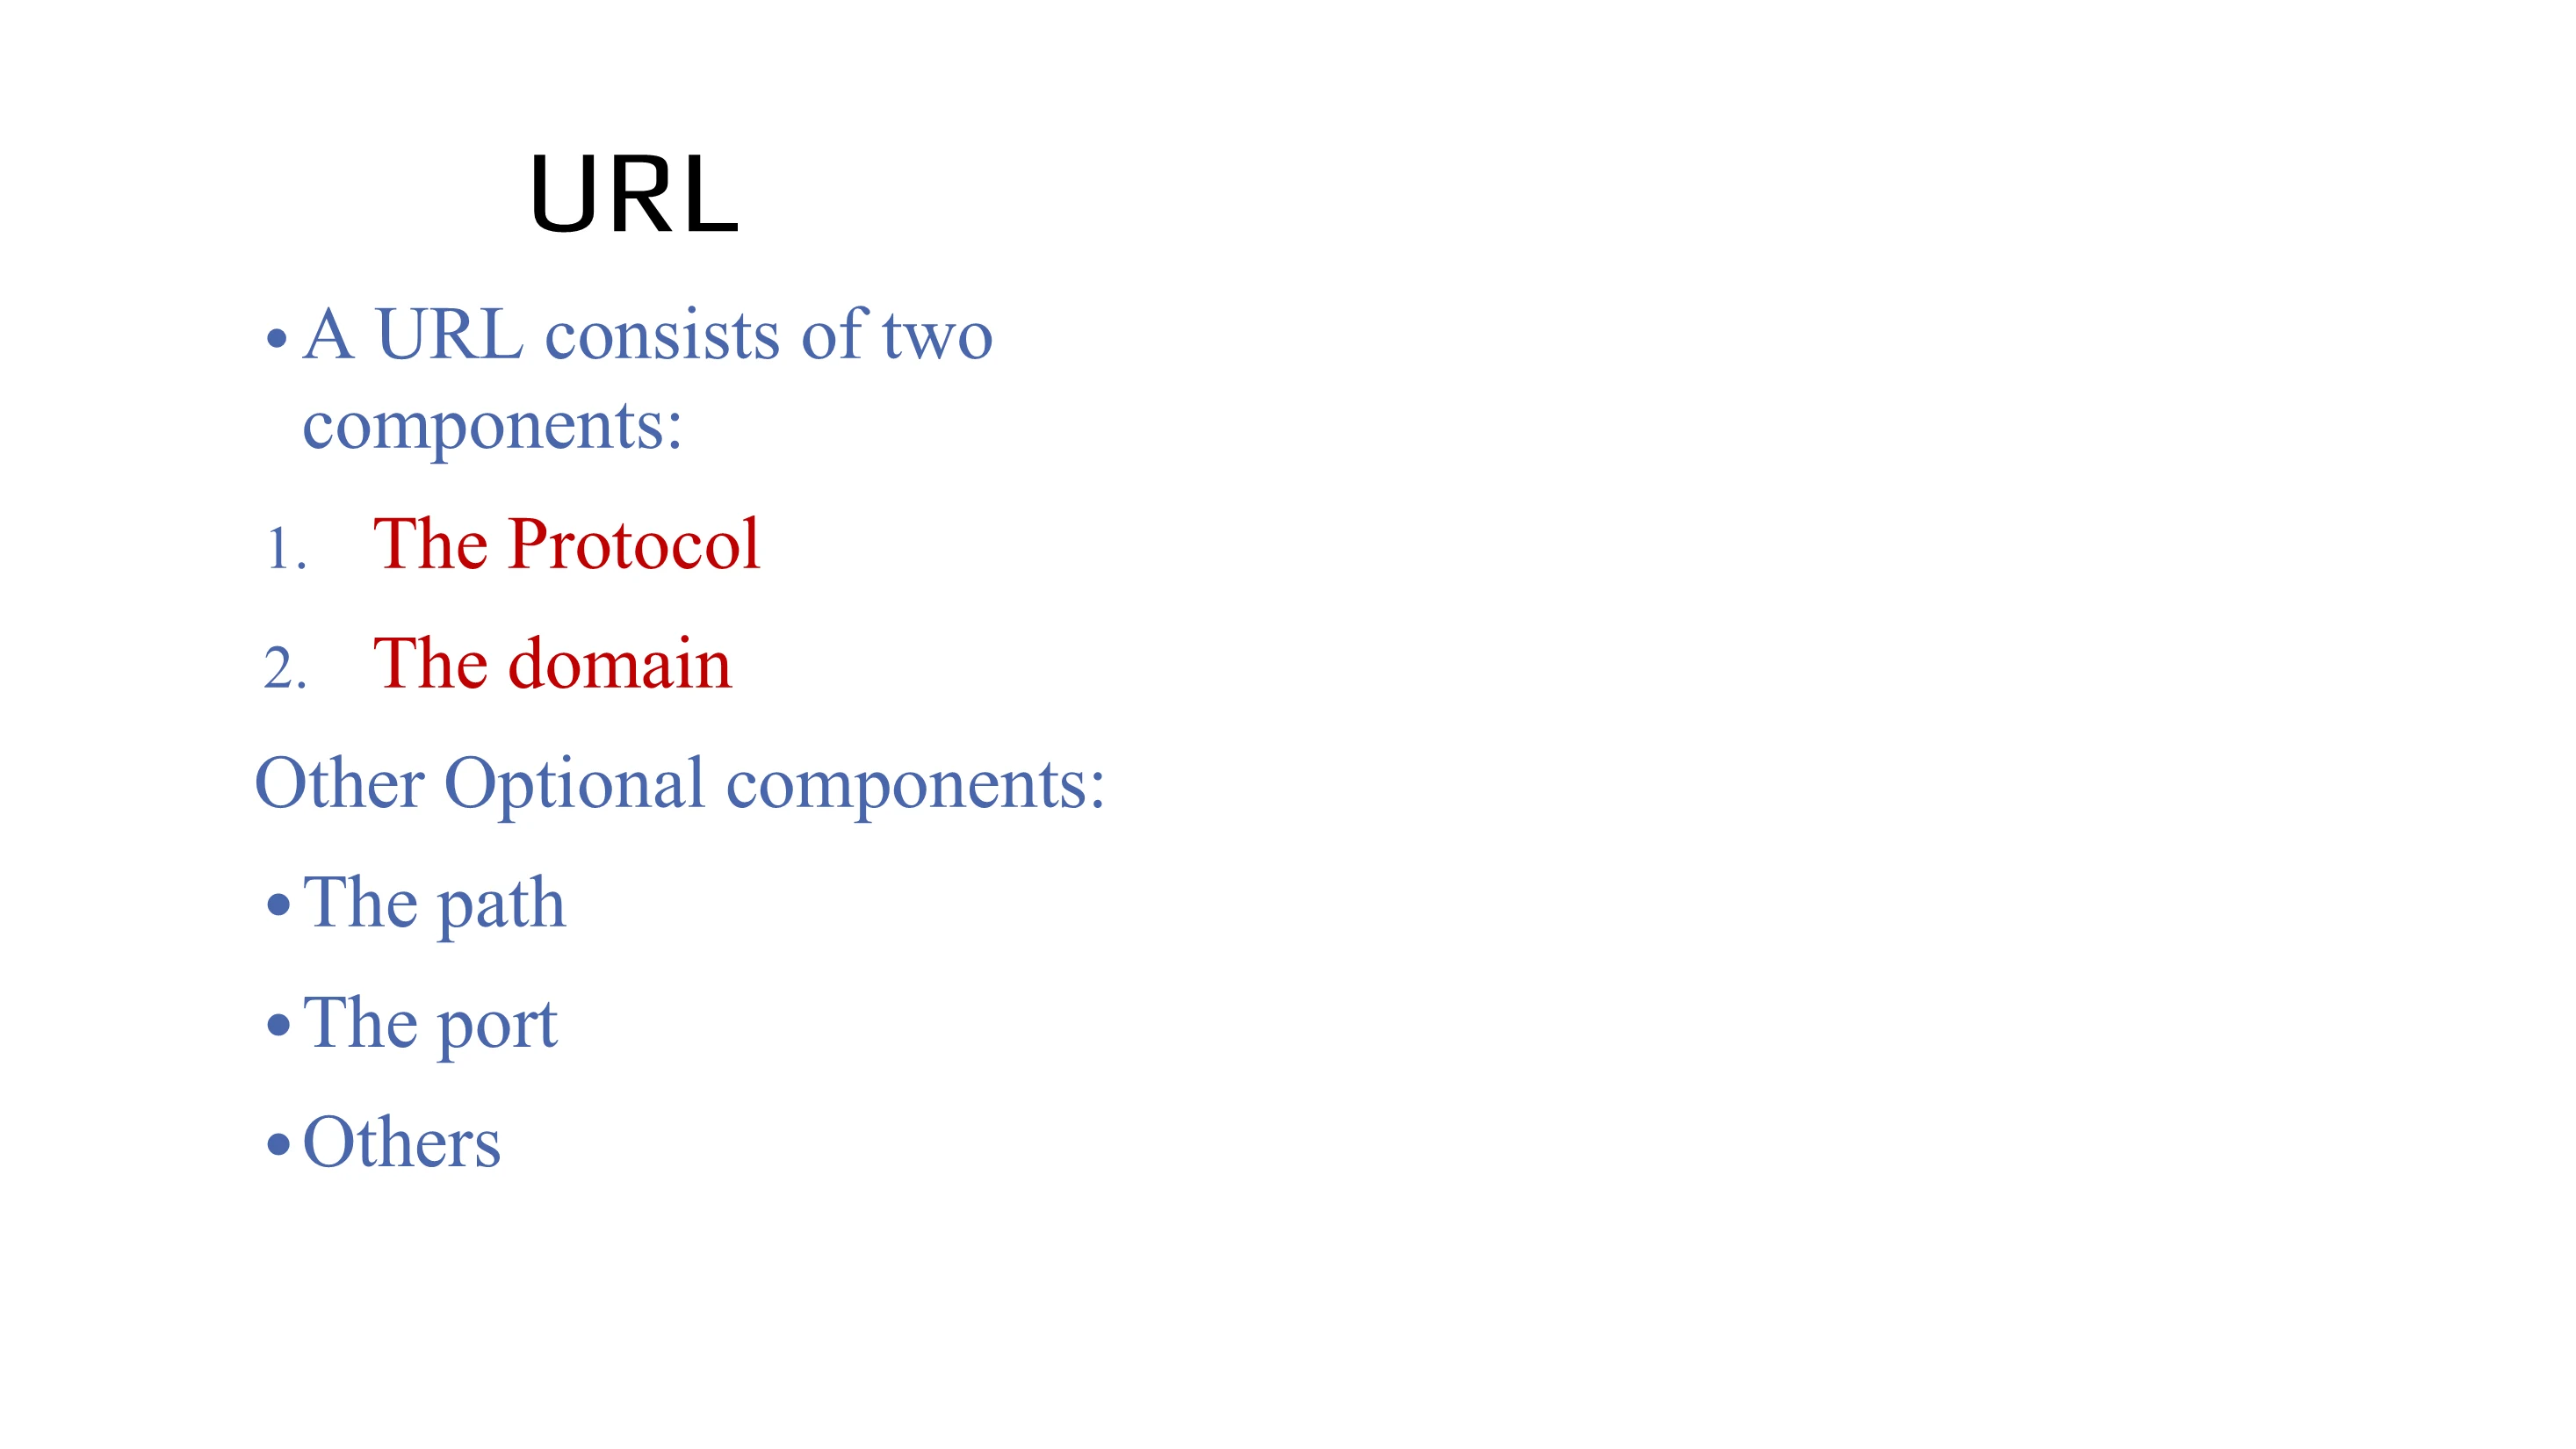 URL
• A URL consists of two
components:
1. The Protocol
2. The domain
Other Optional components:
• The path
• The port
• Others